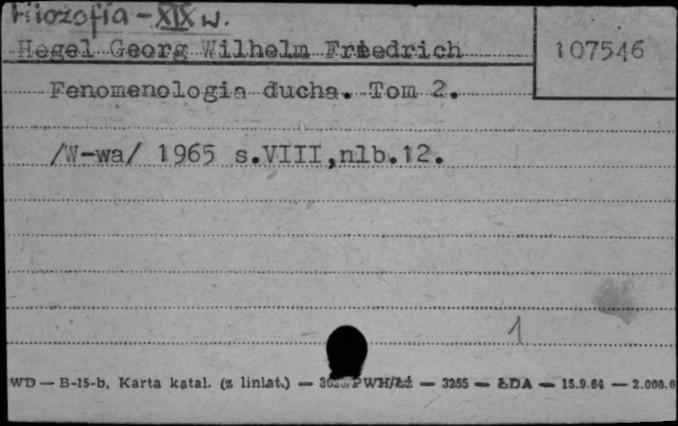 Filozofia - XIX w.
Hegel Georg Wilhelm Friedrich
107546
Fenomenologia ducha. Tom 2.
/W-wa/ 1965 s.VIII,nlb.12.
1
WD — B-15-b. Karta katal. (z liniat.) — PWH/Łź — 3255 — ŁDA — 15.9.64 — 2.000.0